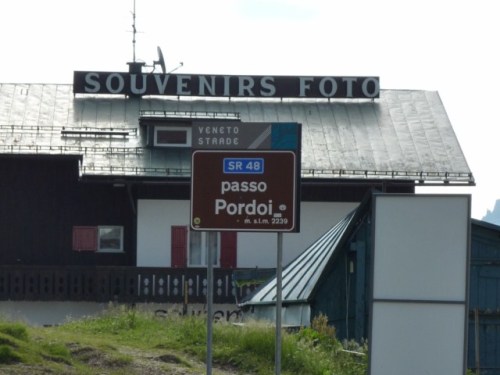 SOUVENIRS FOTO
VENETO
STRADE
SR 48
passo
Pordoi
m. s.l.m. 2239